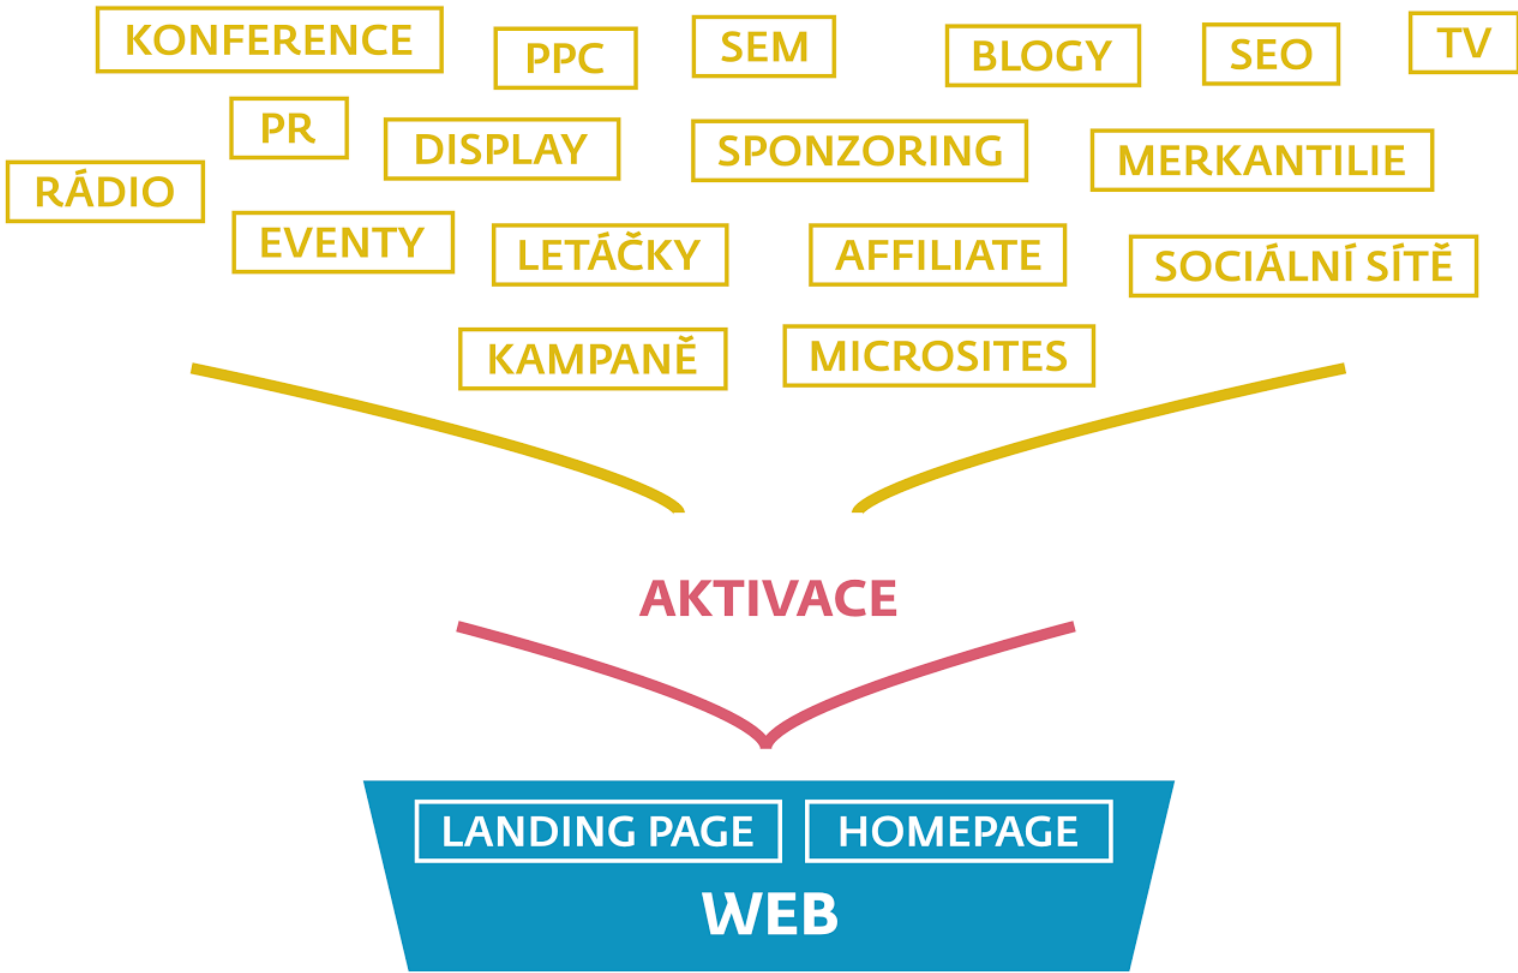 KONFERENCE
PPC
SEM
BLOGY
SEO
TV
PR
DISPLAY
SPONZORING
MERKANTILIE
RÁDIO
EVENTY
LETÁČKY
AFFILIATE
SOCIÁLNÍ SÍTĚ
KAMPANĚ
MICROSITES
AKTIVACE
LANDING PAGE
HOMEPAGE
WEB